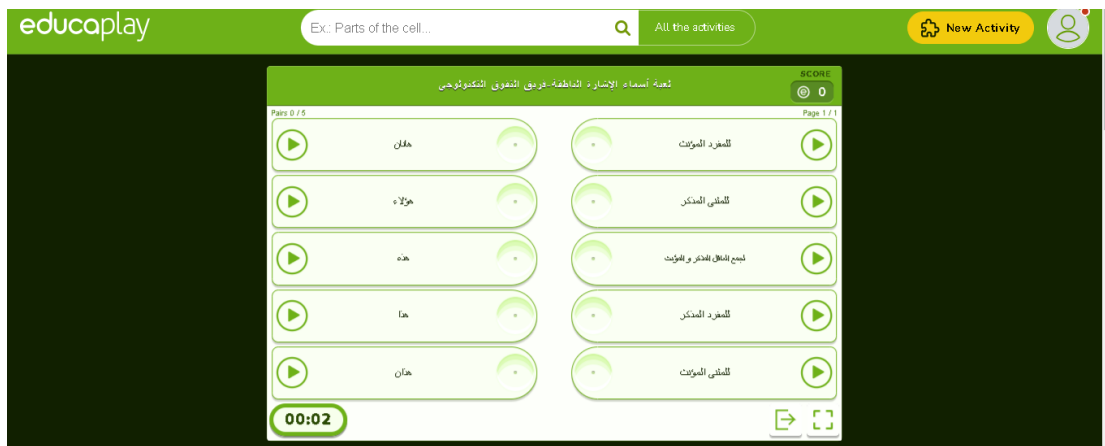 educaplay
Ex.: Parts of the cell...
All the activities
New Activity
لعبة أسماء الإشارة الناطقة-فريق التفوق التكنولوجي
SCORE
0
Pairs 0 / 5
Page 1 / 1
هاتان
للمفرد المؤنث
هؤلاء
للمثنى المذكر
هذه
لجمع العاقل المذكر و المؤنث
هذا
للمفرد المذكر
هذان
للمثنى المؤنث
00:02